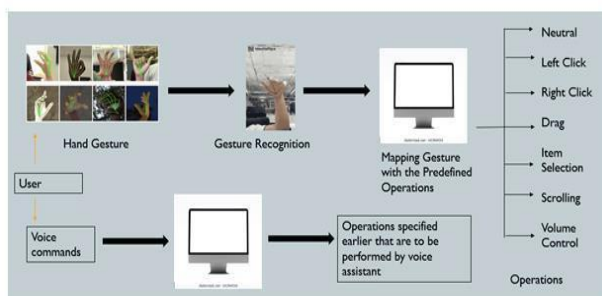 Hand Gesture
Gesture Recognition
Mapping Gesture
with the Predefined
Operations
Neutral
Left Click
Right Click
Drag
Item
Selection
Scrolling
Volume
Control
Operations
User
Voice
commands
Operations specified
earlier that are to be
performed by voice
assistant